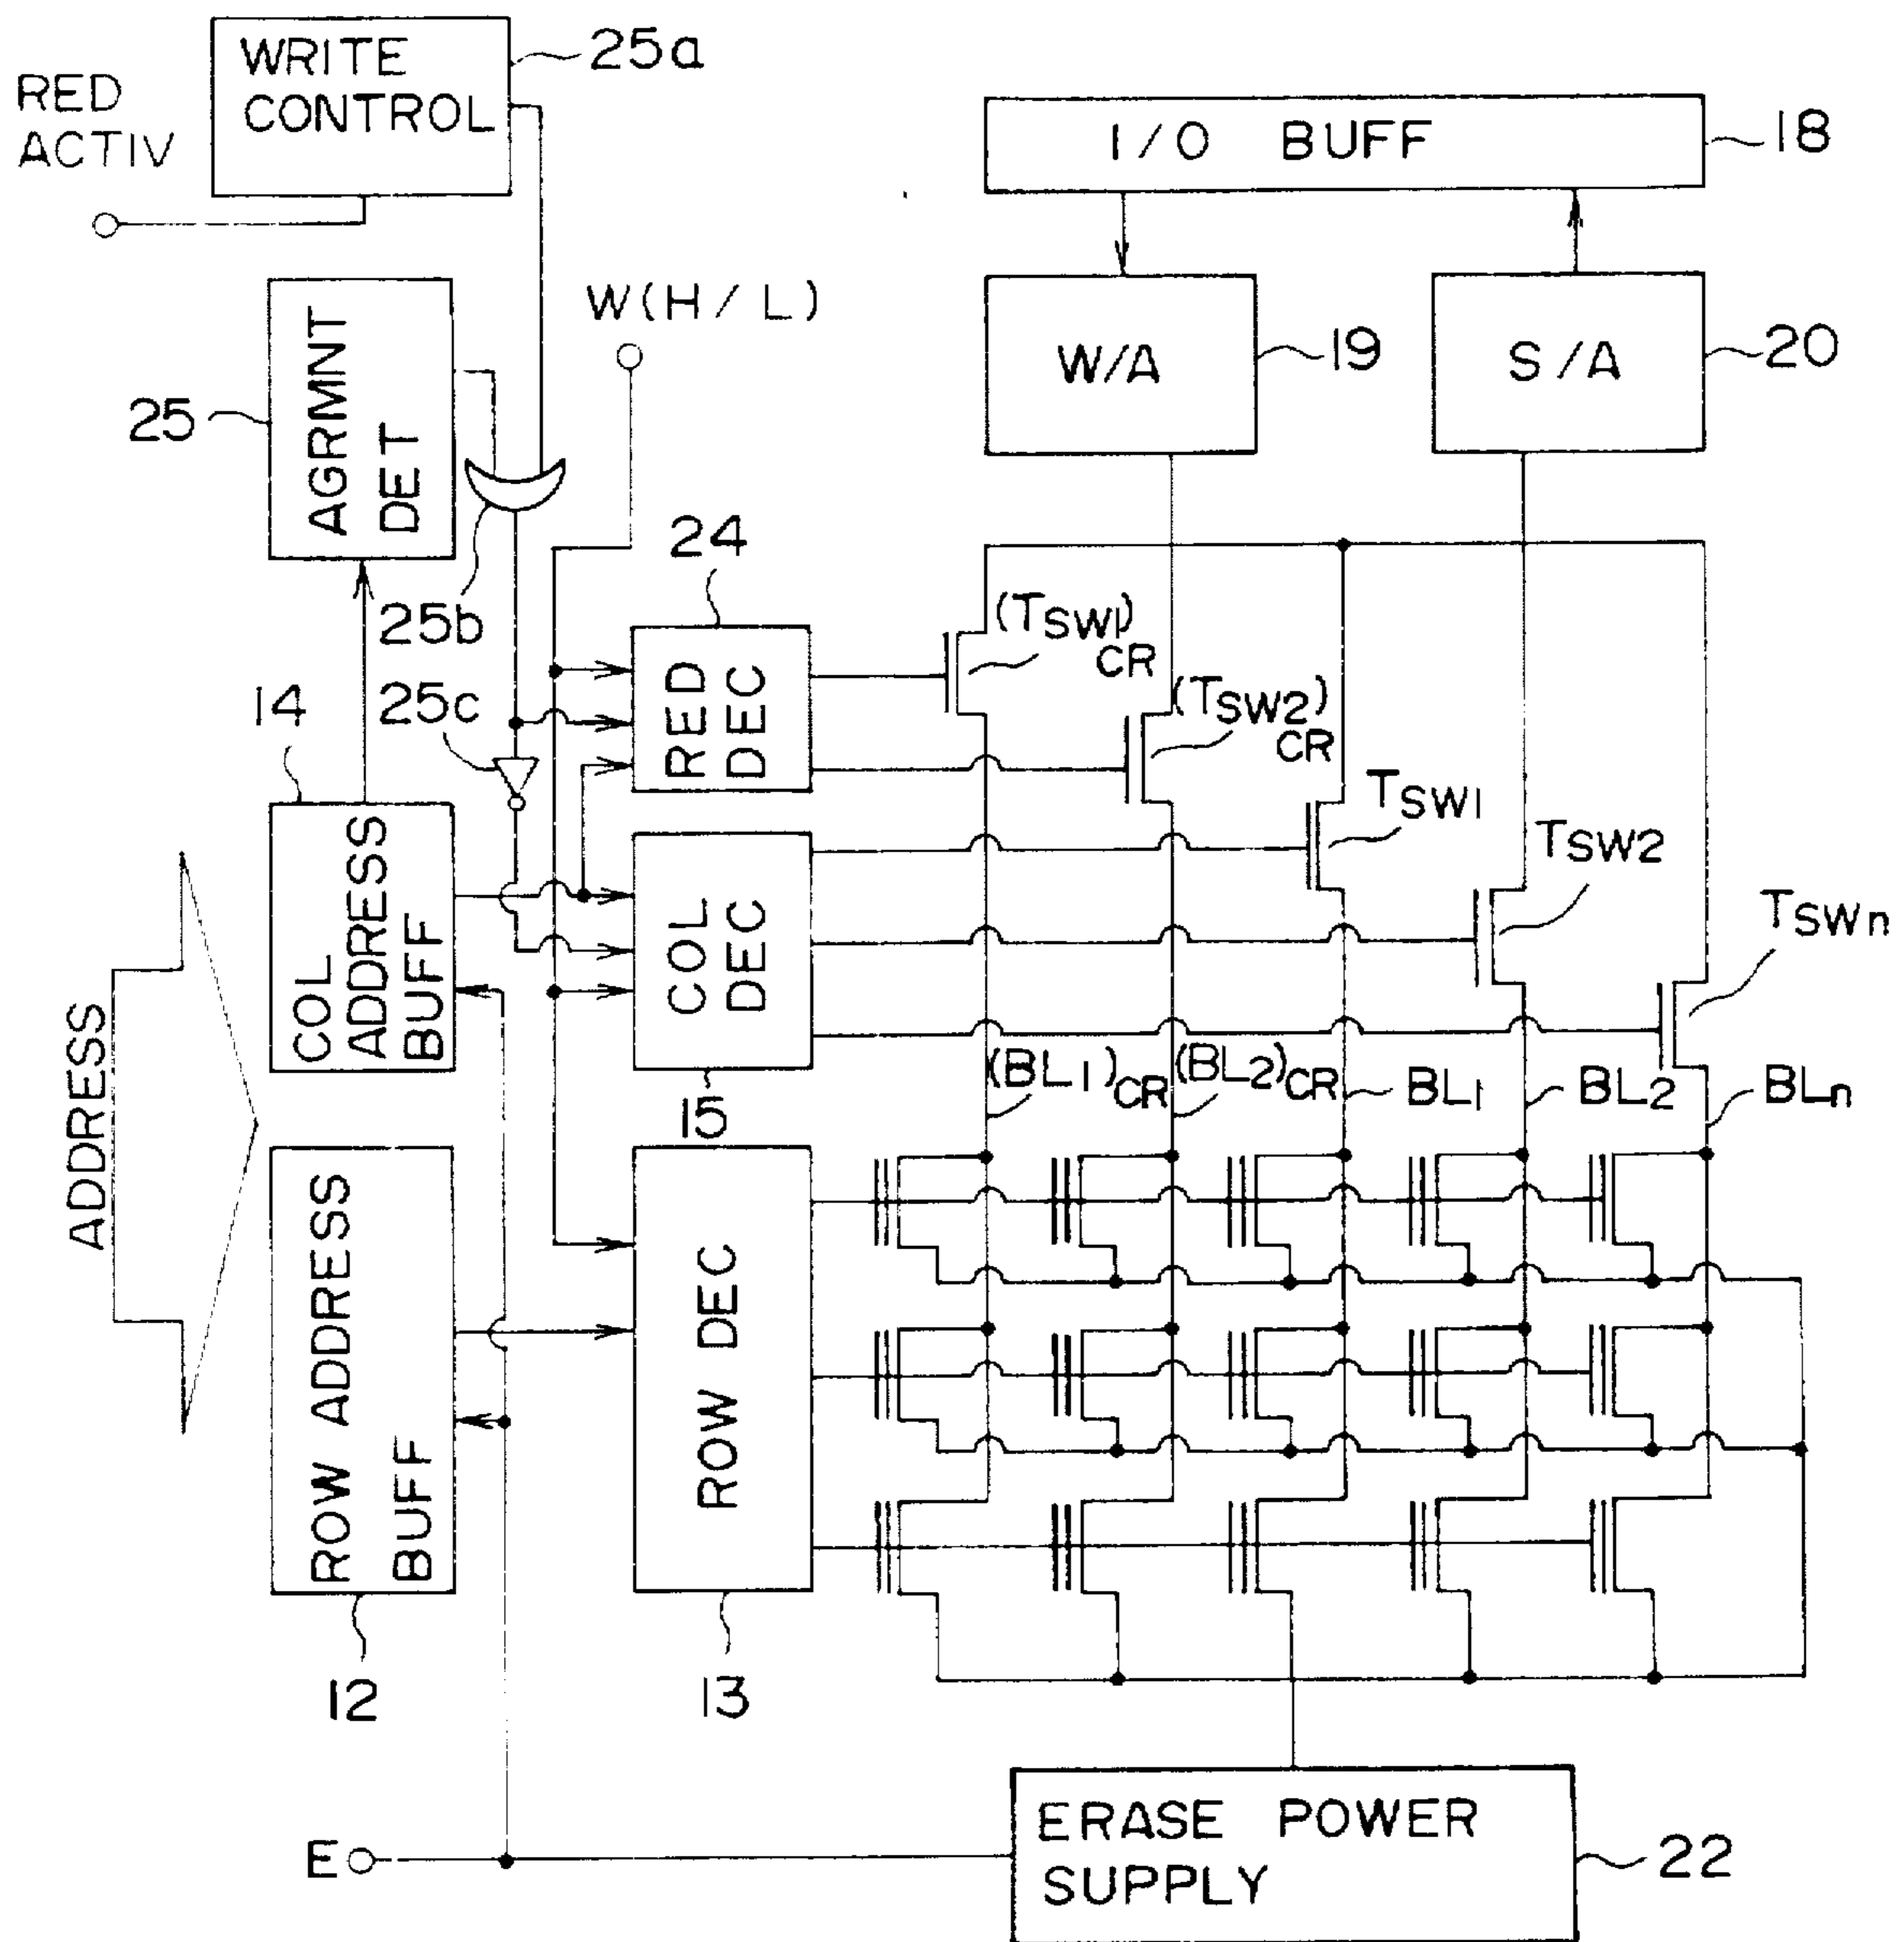 WRITE
CONTROL
25a
RED
ACTIV
I/O BUFF
18
W(H/L)
AGRMNT
DET
25
W/A
19
S/A
20
24
25b
(TSW1)CR
RED
DEC
(TSW2)CR
14
25c
TSW1
TSW2
COL
ADDRESS
BUFF
COL
DEC
TSWn
ADDRESS
15
(BL1)CR
(BL2)CR
BL1
BL2
BLn
ROW ADDRESS
BUFF
ROW DEC
12
13
E
ERASE POWER
SUPPLY
22